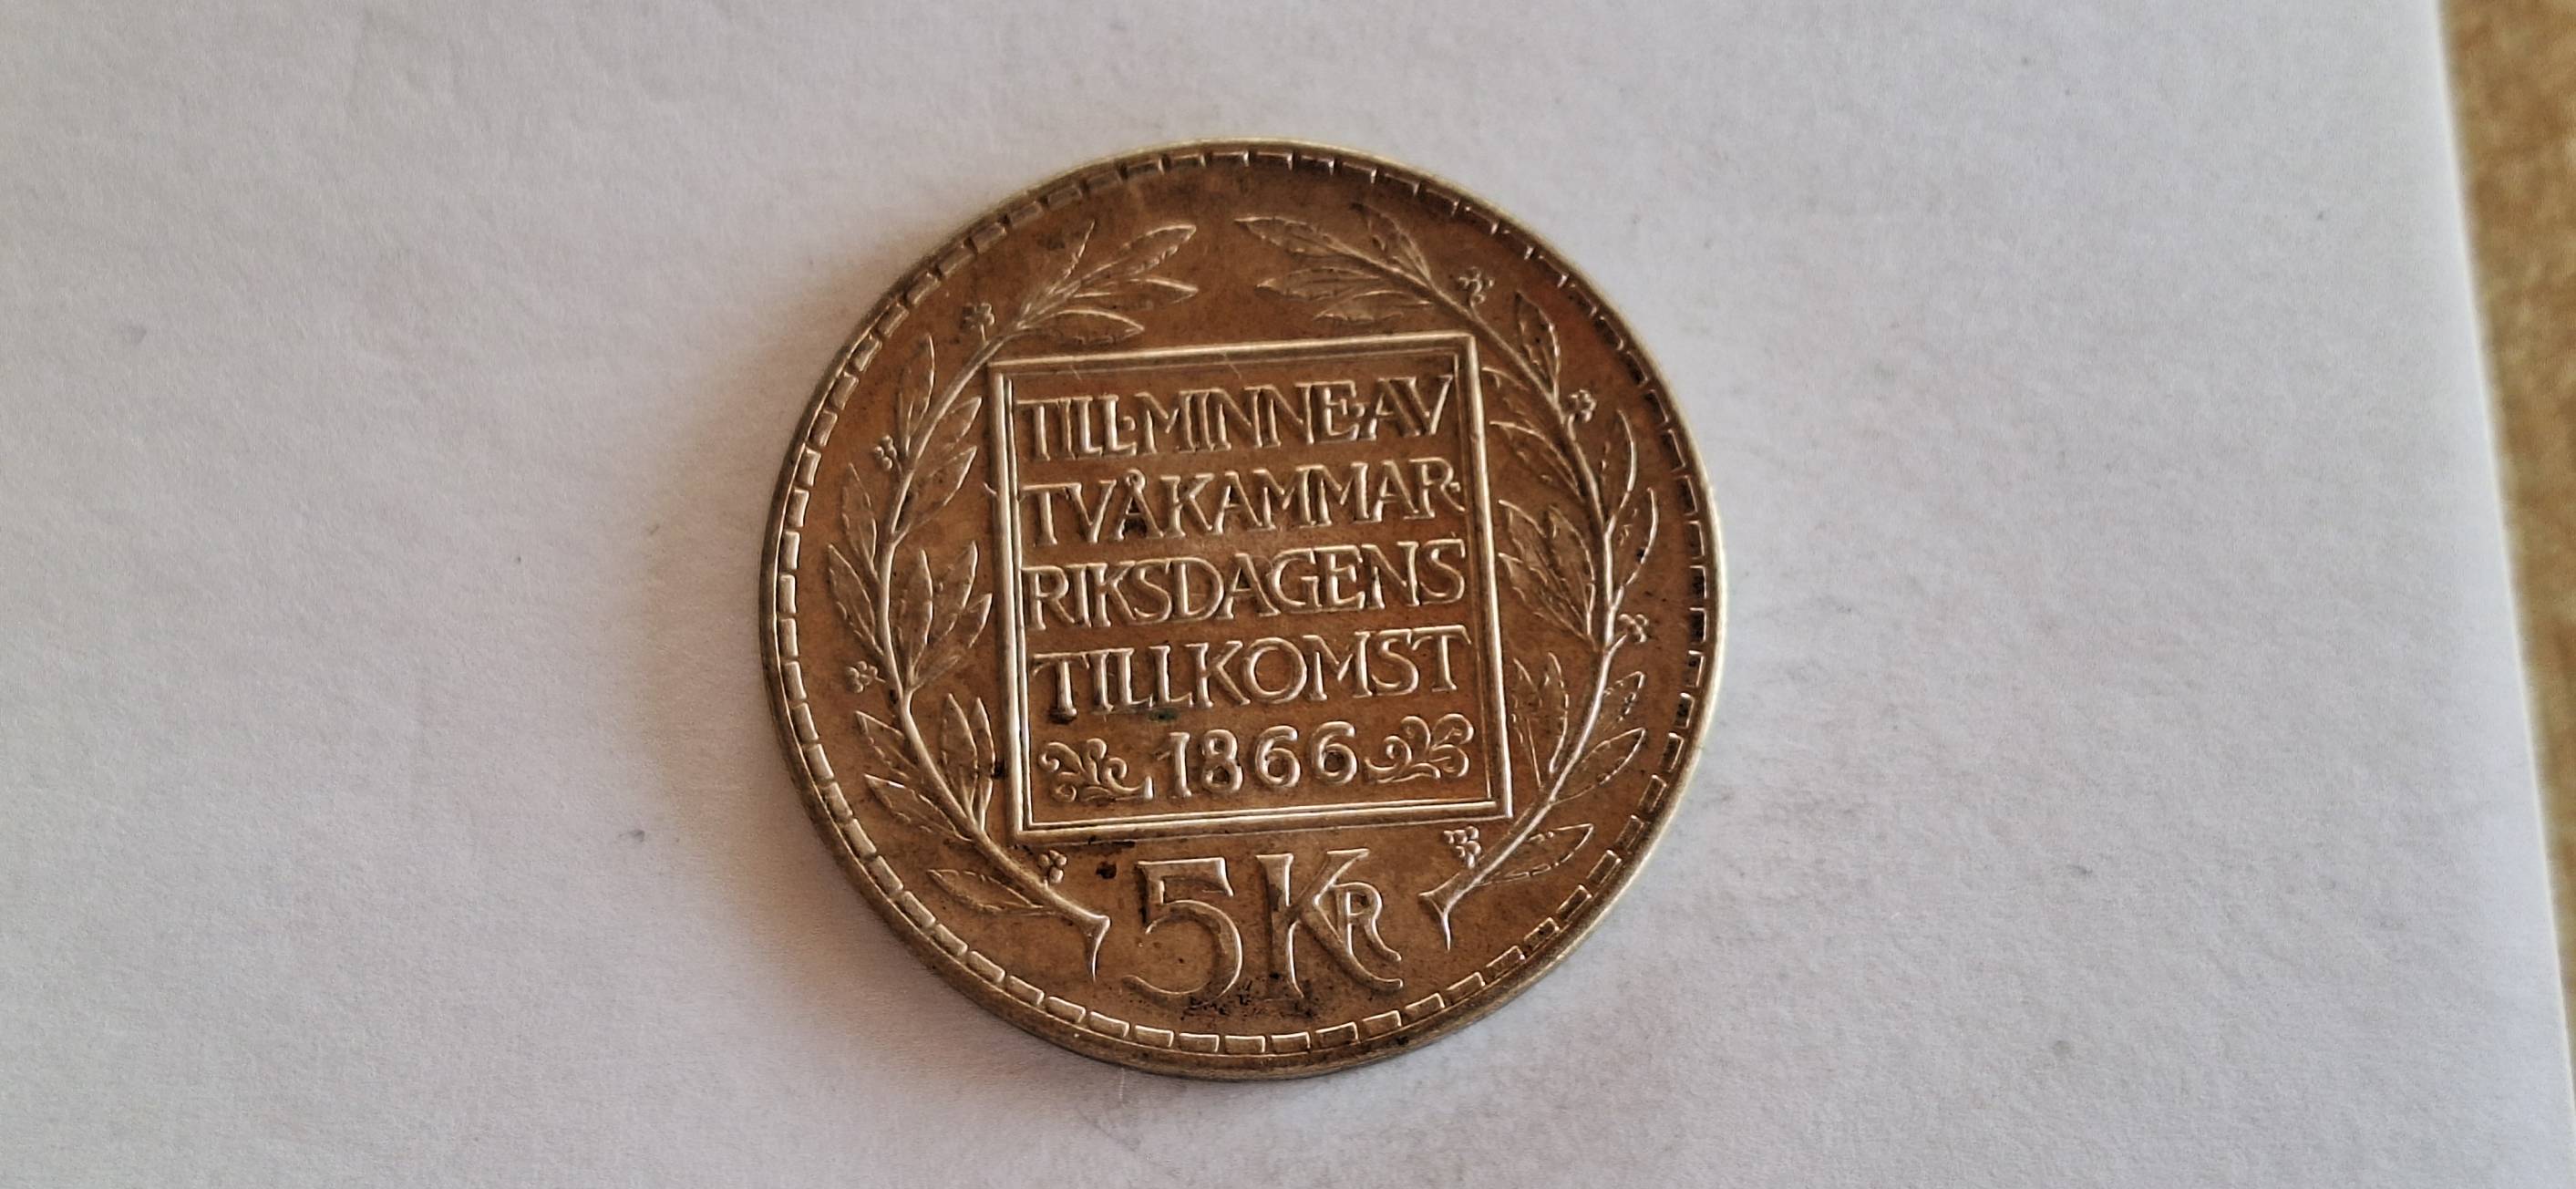 TILL·MINNE·AV
TVÅKAMMAR-
RIKSDAGENS
TILLKOMST
1866
5 KR